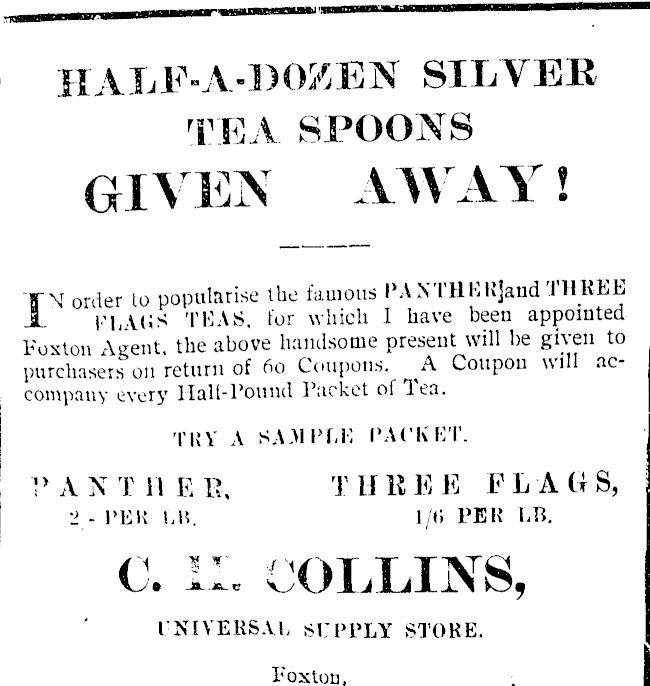 HALF-A-DOZEN SILVER
TEA SPOONS
GIVEN AWAY!
IN order to popularise the famous PANTHER and THREE
FLAGS TEAS, for which I have been appointed
Foxton Agent, the above handsome present will be given to
purchasers on return of 60 Coupons. A Coupon will ac-
company every Half-Pound Packet of Tea.
TRY A SAMPLE PACKET.
PANTHER, THREE FLAGS,
2/- PER LB. 1/6 PER LB.
C. H. COLLINS,
UNIVERSAL SUPPLY STORE.
Foxton.